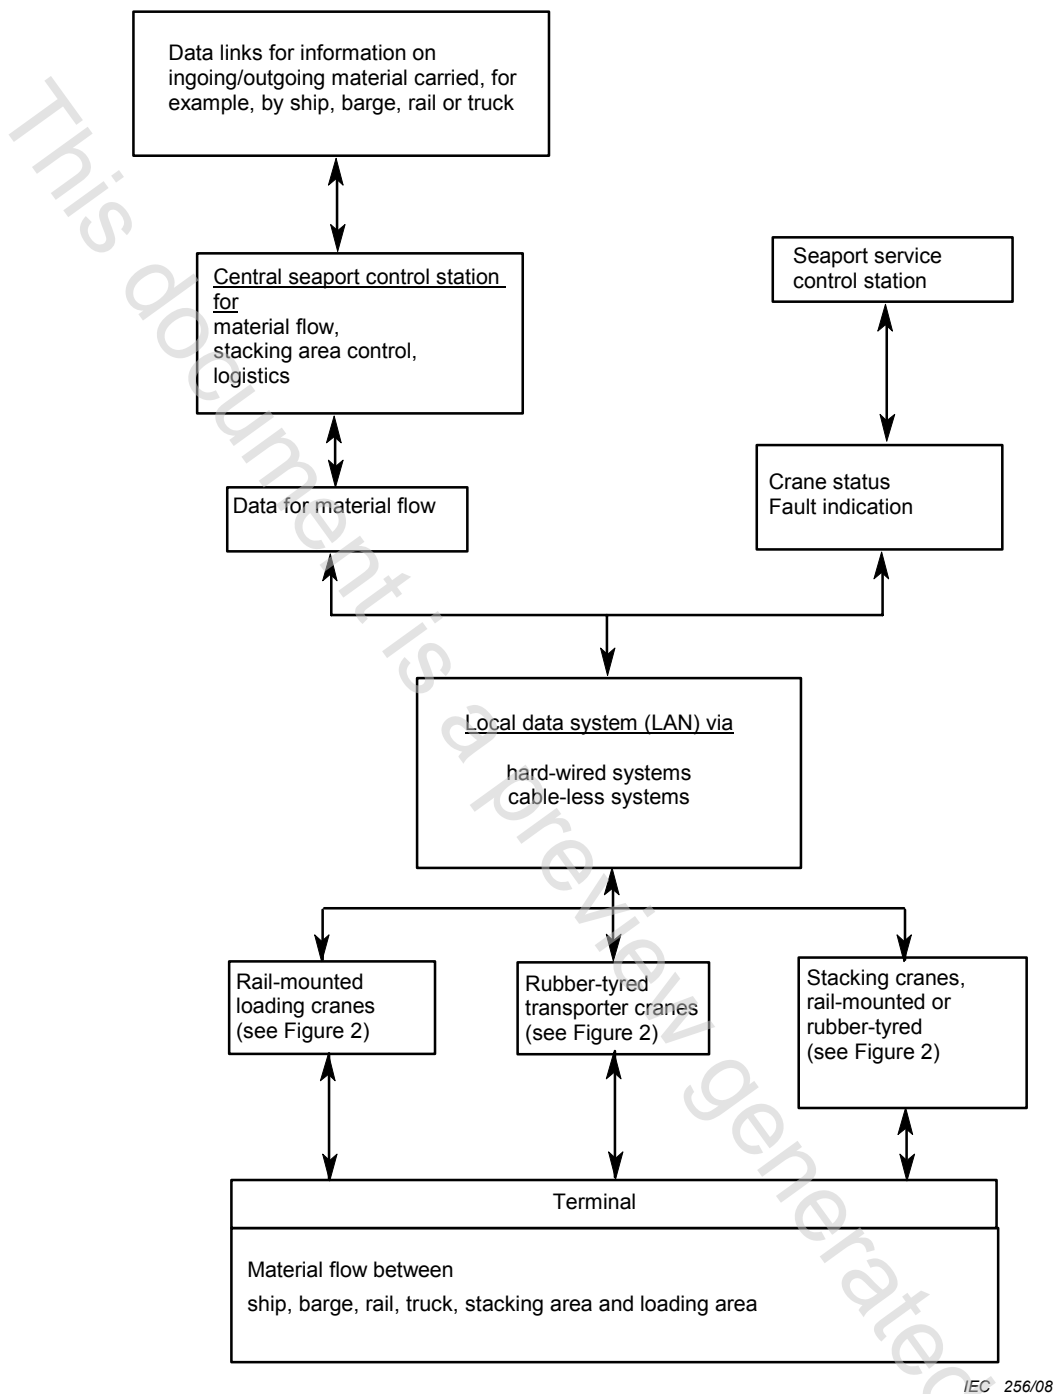 Data links for information on
ingoing/outgoing material carried, for
example, by ship, barge, rail or truck
Central seaport control station
for
material flow,
stacking area control,
logistics
Seaport service
control station
Data for material flow
Crane status
Fault indication
Local data system (LAN) via
hard-wired systems
cable-less systems
Rail-mounted
loading cranes
(see Figure 2)
Rubber-tyred
transporter cranes
(see Figure 2)
Stacking cranes,
rail-mounted or
rubber-tyred
(see Figure 2)
Terminal
Material flow between
ship, barge, rail, truck, stacking area and loading area
IEC 256/08
This document is a preview generated